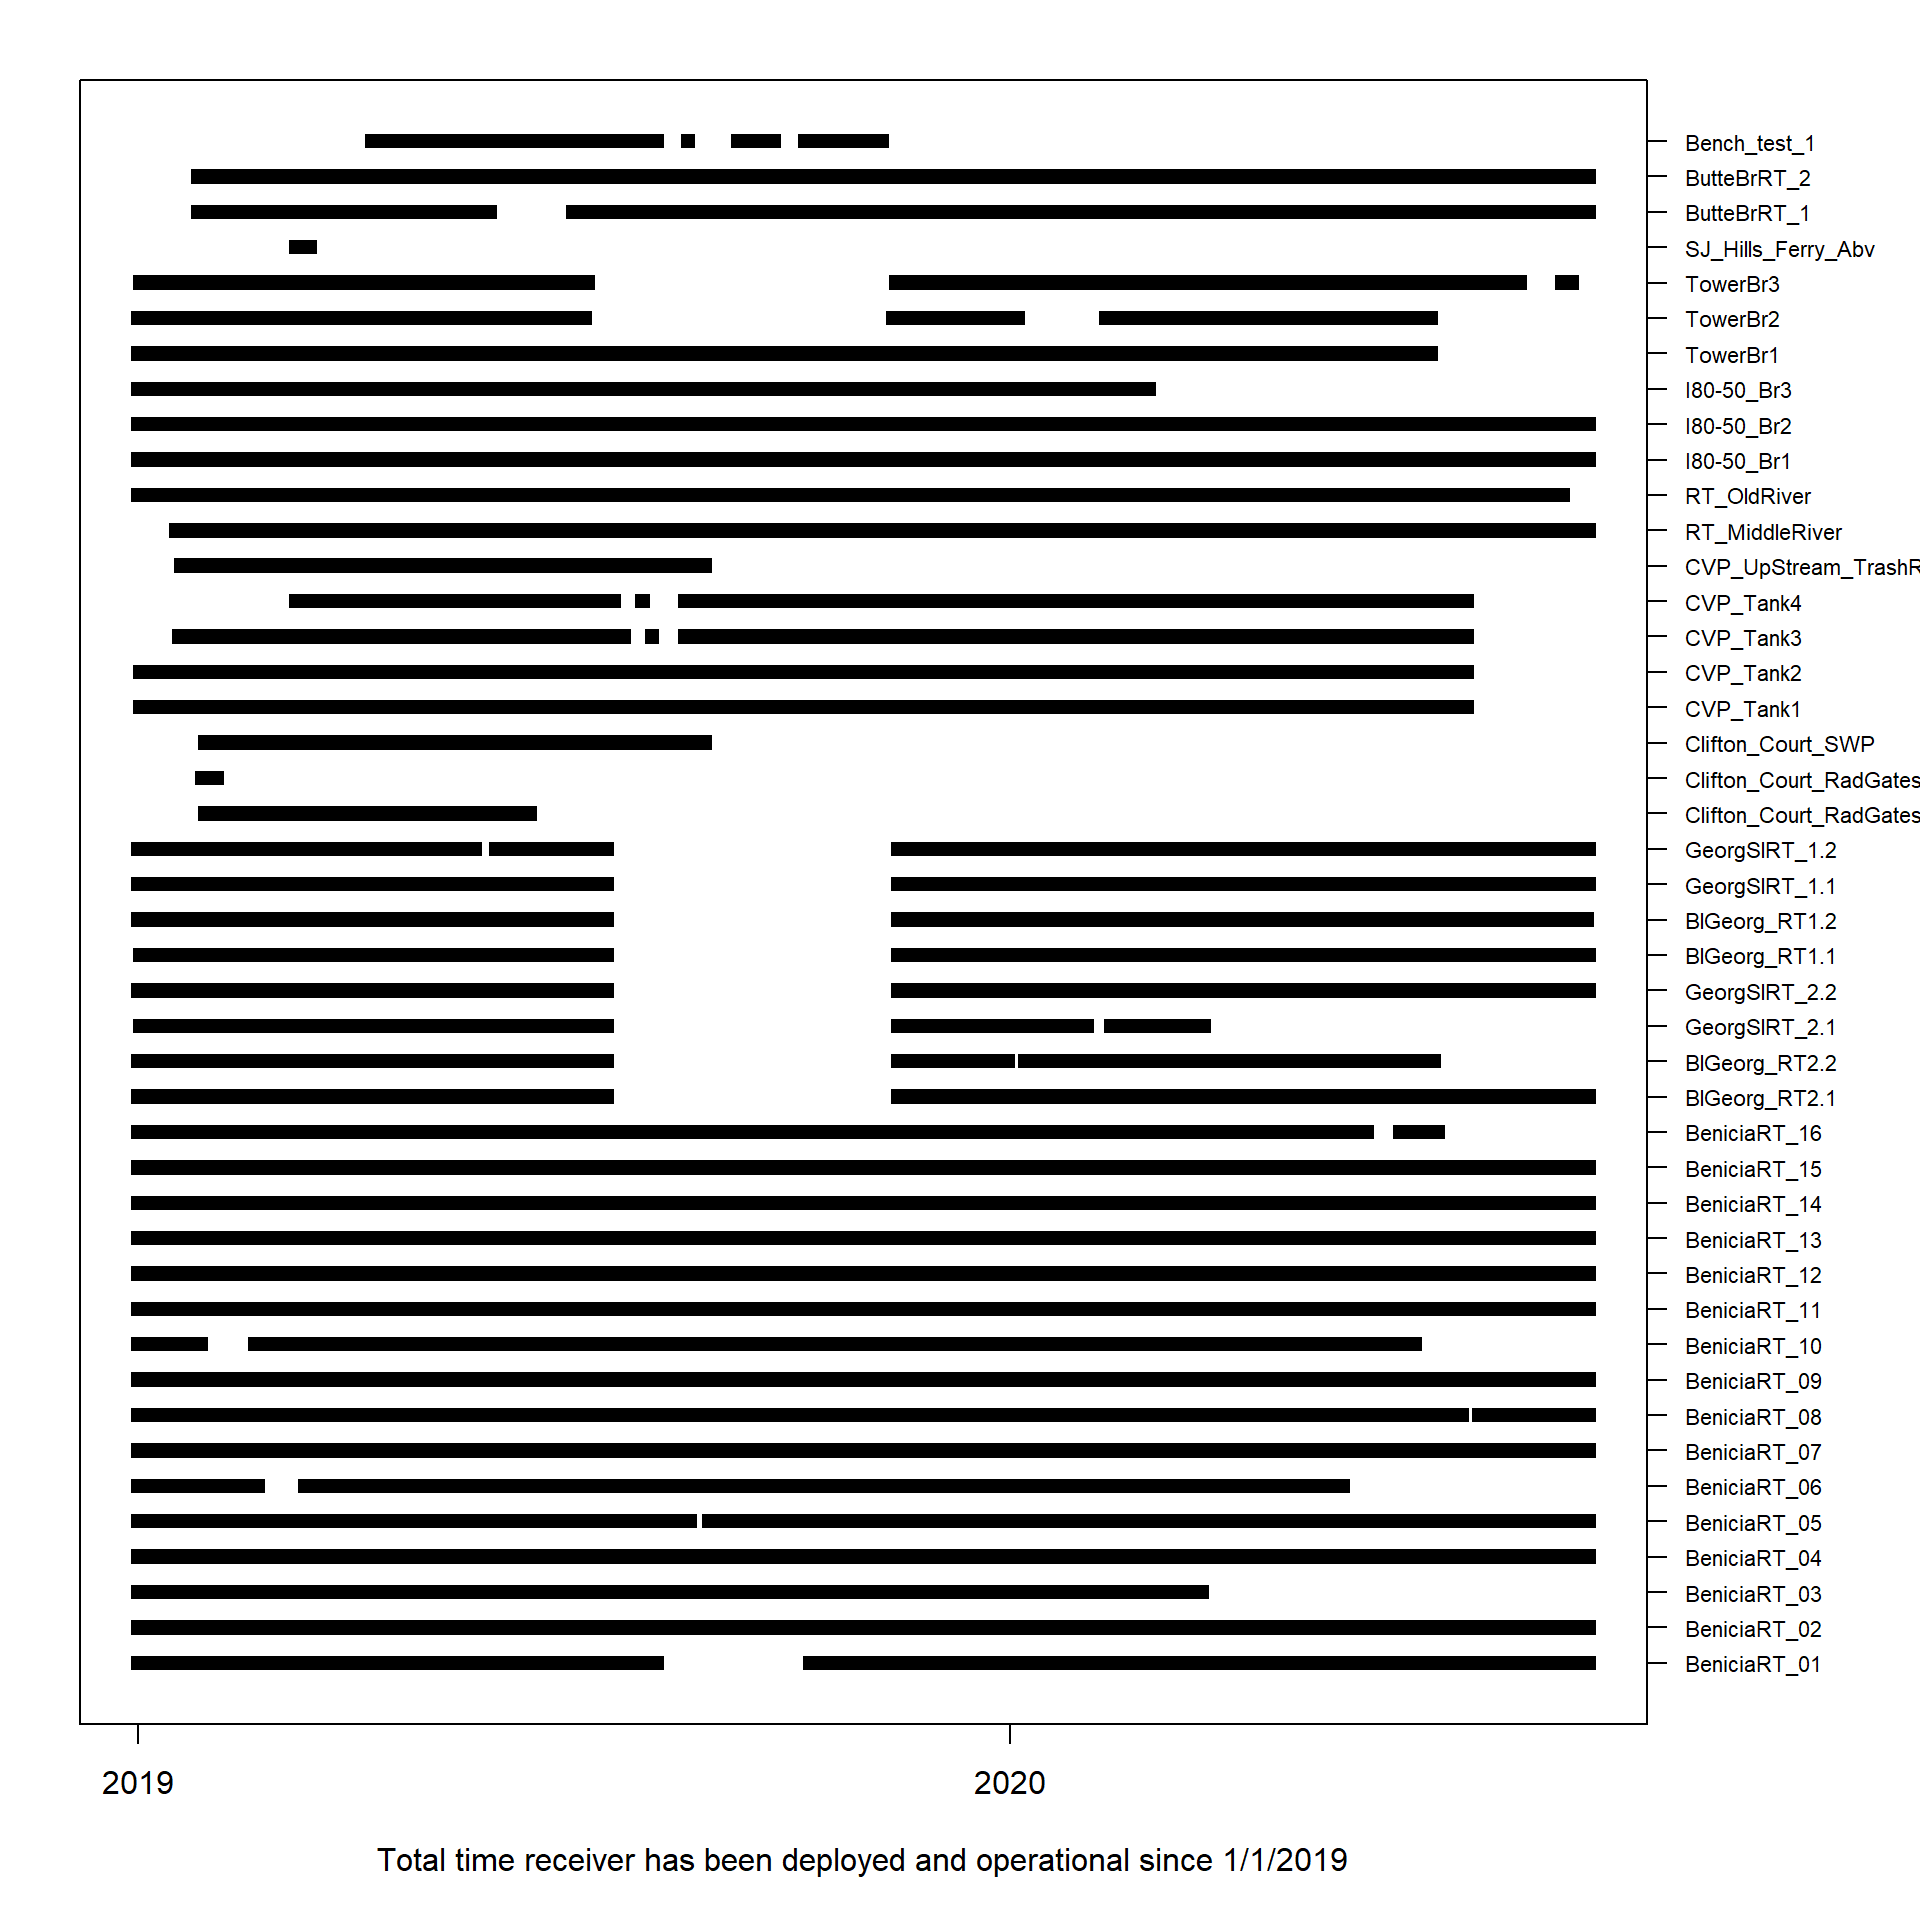 Bench_test_1
ButteBrRT_2
ButteBrRT_1
SJ_Hills_Ferry_Abv
TowerBr3
TowerBr2
TowerBr1
I80-50_Br3
I80-50_Br2
I80-50_Br1
RT_OldRiver
RT_MiddleRiver
CVP_UpStream_TrashR
CVP_Tank4
CVP_Tank3
CVP_Tank2
CVP_Tank1
Clifton_Court_SWP
Clifton_Court_RadGates
Clifton_Court_RadGates
GeorgSlRT_1.2
GeorgSlRT_1.1
BlGeorg_RT1.2
BlGeorg_RT1.1
GeorgSlRT_2.2
GeorgSlRT_2.1
BlGeorg_RT2.2
BlGeorg_RT2.1
BeniciaRT_16
BeniciaRT_15
BeniciaRT_14
BeniciaRT_13
BeniciaRT_12
BeniciaRT_11
BeniciaRT_10
BeniciaRT_09
BeniciaRT_08
BeniciaRT_07
BeniciaRT_06
BeniciaRT_05
BeniciaRT_04
BeniciaRT_03
BeniciaRT_02
BeniciaRT_01
2019 2020
Total time receiver has been deployed and operational since 1/1/2019